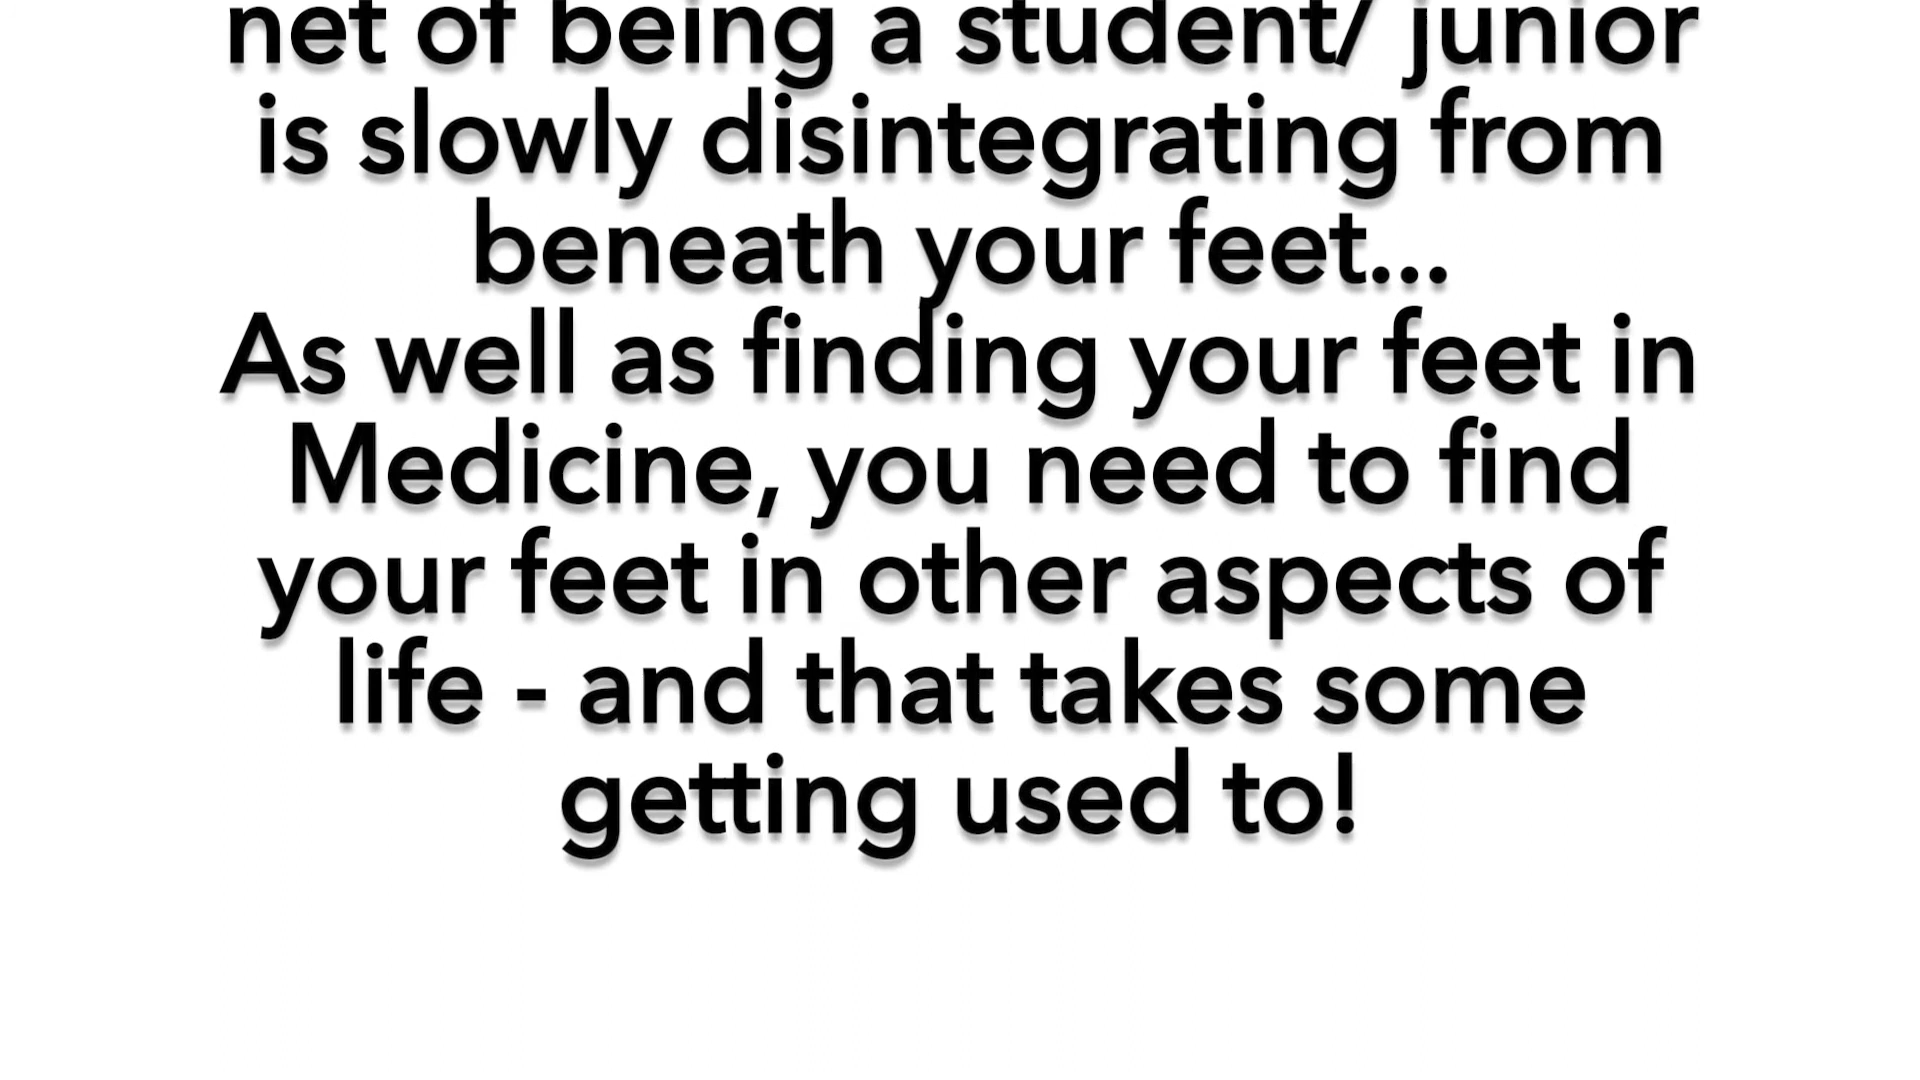 net of being a student/ junior
is slowly disintegrating from
beneath your feet...
As well as finding your feet in
Medicine, you need to find
your feet in other aspects of
life - and that takes some
getting used to!